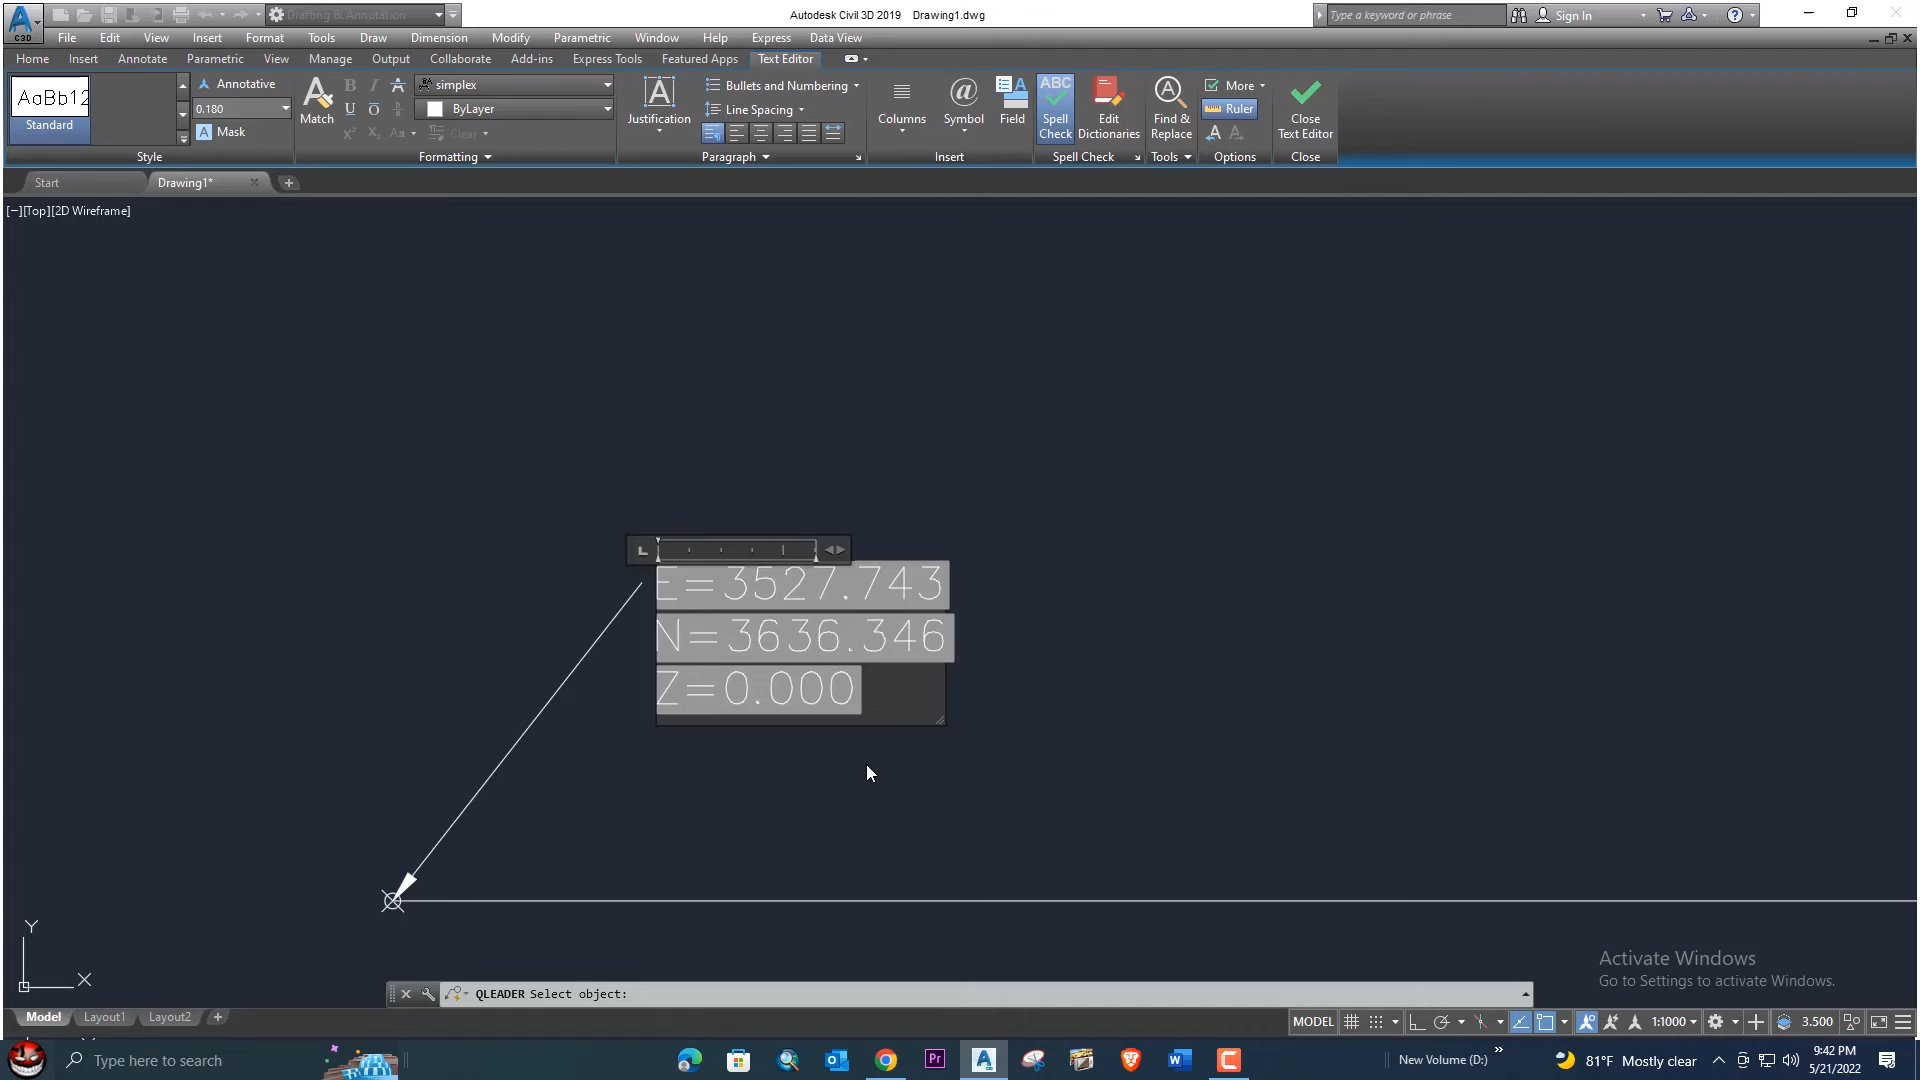 Drafting & Annotation
Autodesk Civil 3D 2019 Drawing1.dwg
Type a keyword or phrase
Sign In
C3D
File Edit View Insert Format Tools Draw Dimension Modify Parametric Window Help Express Data View
Home Insert Annotate Parametric View Manage Output Collaborate Add-ins Express Tools Featured Apps Text Editor
AaBb12
Standard
Annotative
0.180
A Mask
Style
Match
simplex
ByLayer
Clear
Formatting
Justification
Bullets and Numbering
Line Spacing
Paragraph
Columns
Symbol
Field
Insert
ABC
Spell Check
Edit Dictionaries
Spell Check
Find & Replace
Tools
More
Ruler
Options
Close Text Editor
Close
Start
Drawing1*
[−][Top][2D Wireframe]
E=3527.743
N=3636.346
Z=0.000
Y
X
Activate Windows
Go to Settings to activate Windows.
QLEADER Select object:
Model Layout1 Layout2
MODEL
1:1000
3.500
Type here to search
New Volume (D:)
81°F Mostly clear
9:42 PM
5/21/2022